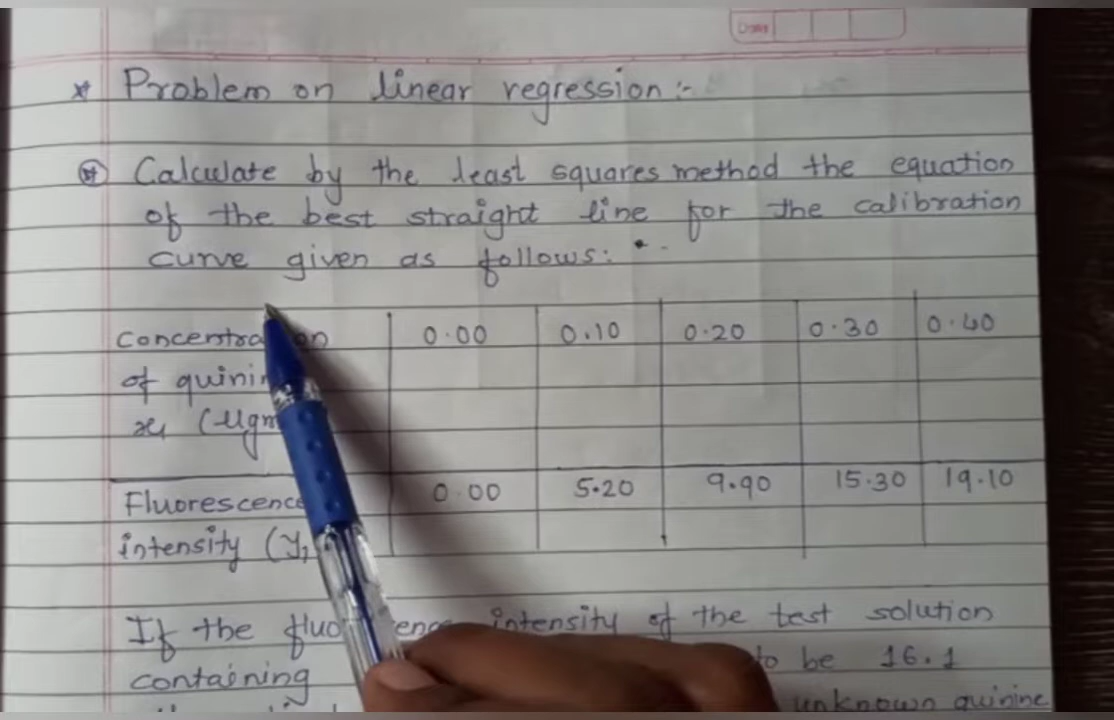 Date
* Problem on linear regression :-
* Calculate by the least squares method the equation
of the best straight line for the calibration
curve given as follows:
0.00 0.10 0.20 0.30 0.40
of
x₁
Fluorescence 0.00 5.20 9.90 15.30 19.10
intensity
If the intensity of the test solution
containing to be 16.1
unknown quinine